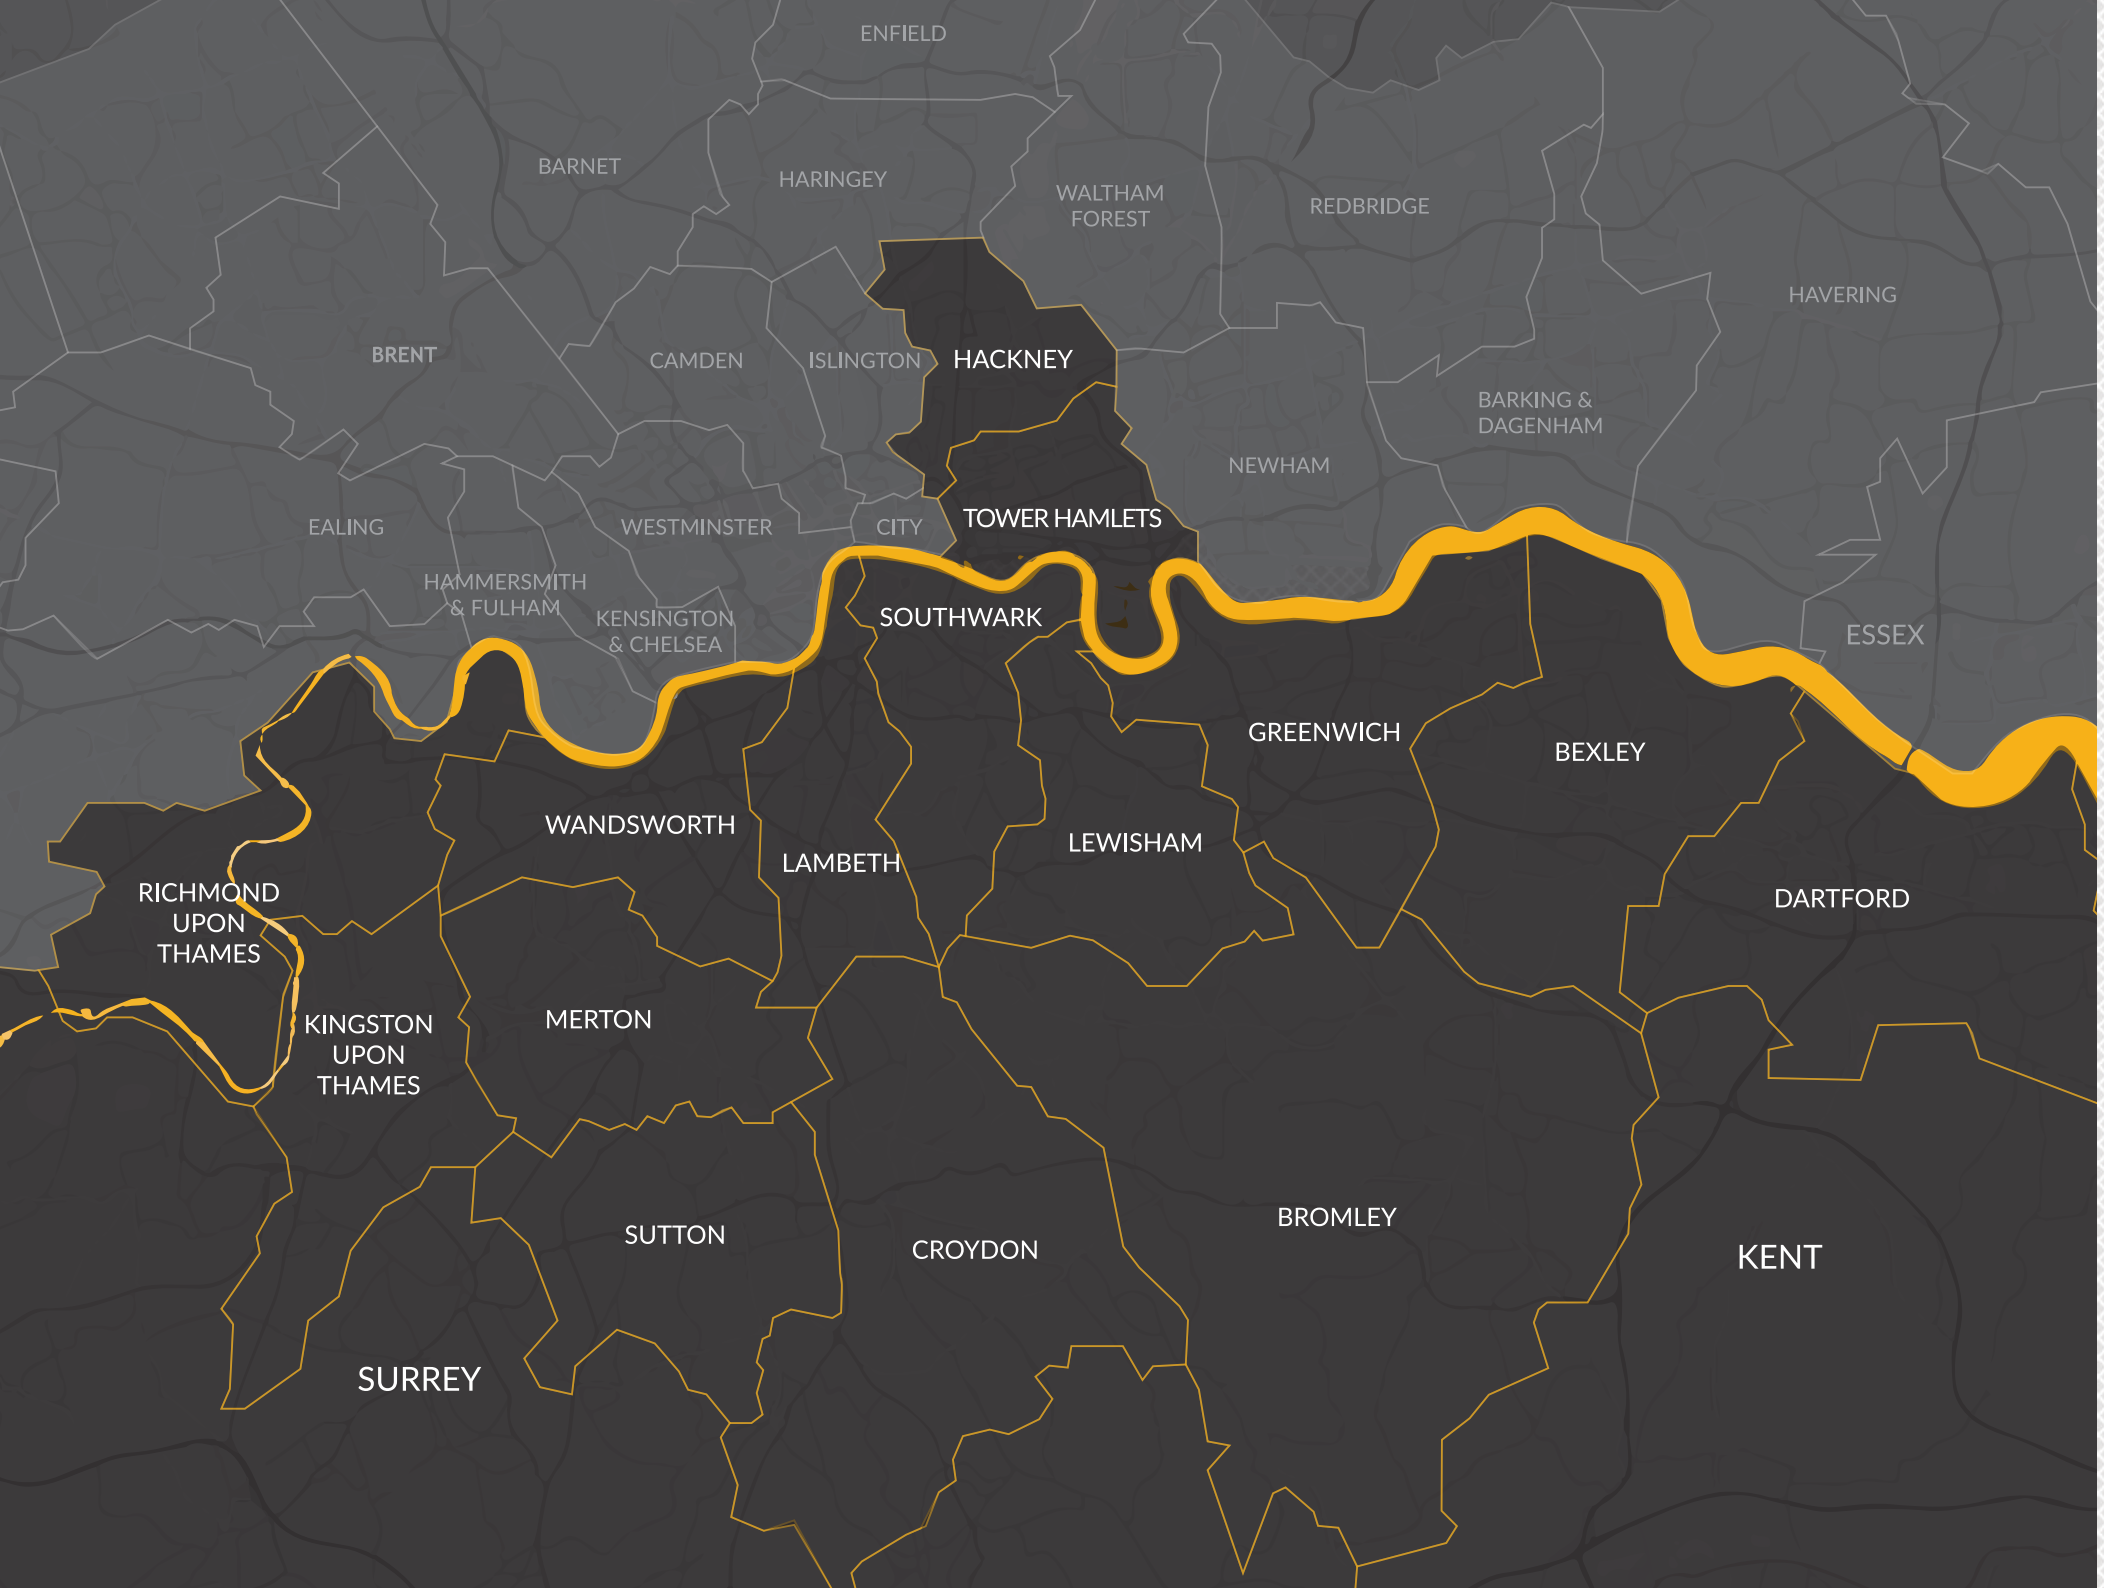 ENFIELD
BARNET
HARINGEY
WALTHAM
FOREST
REDBRIDGE
HAVERING
BRENT
CAMDEN
ISLINGTON
HACKNEY
BARKING &
DAGENHAM
NEWHAM
EALING
WESTMINSTER
CITY
TOWER HAMLETS
HAMMERSMITH
& FULHAM
KENSINGTON
& CHELSEA
SOUTHWARK
ESSEX
GREENWICH
BEXLEY
WANDSWORTH
LAMBETH
LEWISHAM
DARTFORD
RICHMOND
UPON
THAMES
KINGSTON
UPON
THAMES
MERTON
SUTTON
CROYDON
BROMLEY
KENT
SURREY